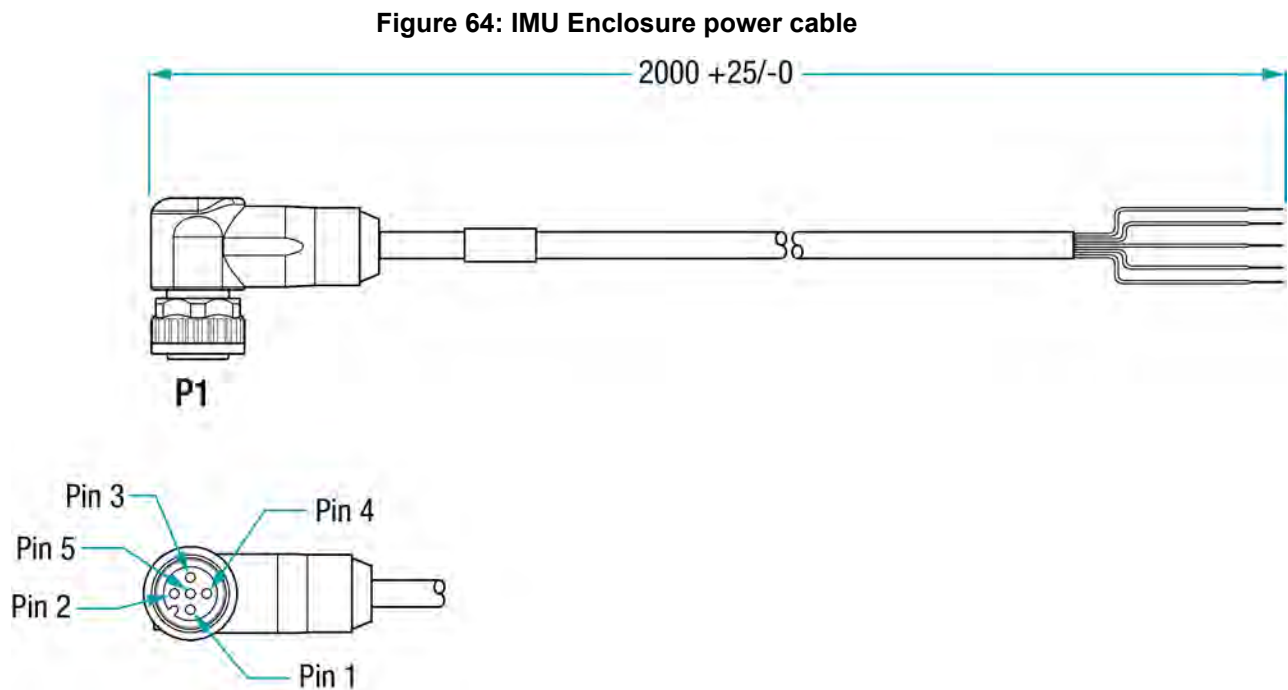 Figure 64: IMU Enclosure power cable
2000 +25/-0
P1
Pin 3
Pin 4
Pin 5
Pin 2
Pin 1